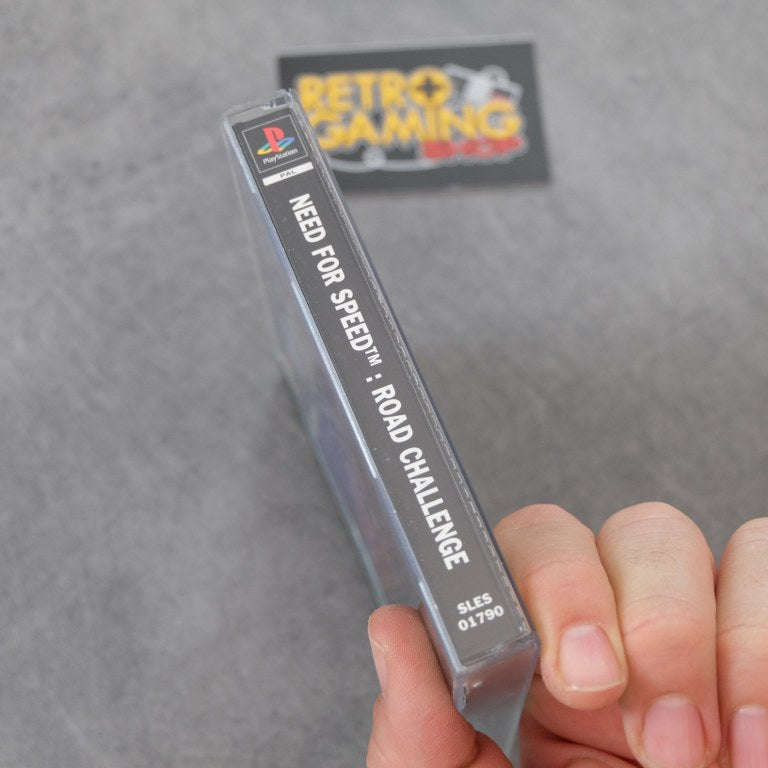 RETRO
GAMING
SHOP
PlayStation
PAL
NEED FOR SPEED™ : ROAD CHALLENGE
SLES
01790